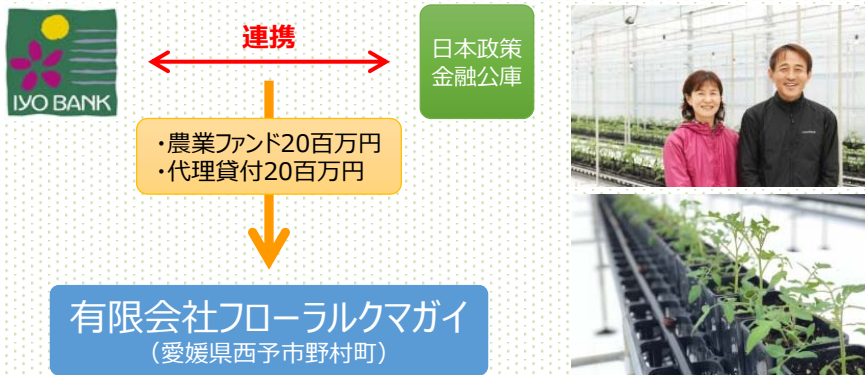 IYO BANK
連携
日本政策
金融公庫
・農業ファンド20百万円
・代理貸付20百万円
有限会社フローラルクマガイ
（愛媛県西予市野村町）